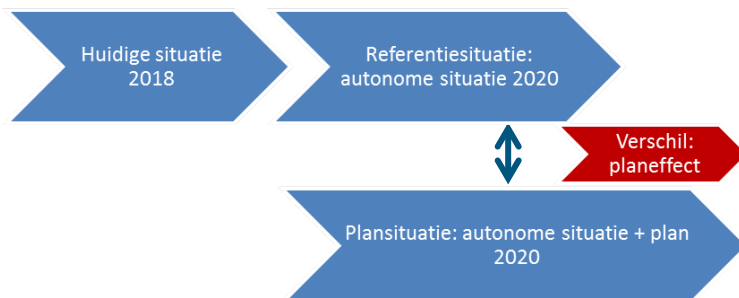 Huidige situatie
2018
Referentiesituatie:
autonome situatie 2020
Verschil:
planeffect
Plansituatie: autonome situatie + plan
2020